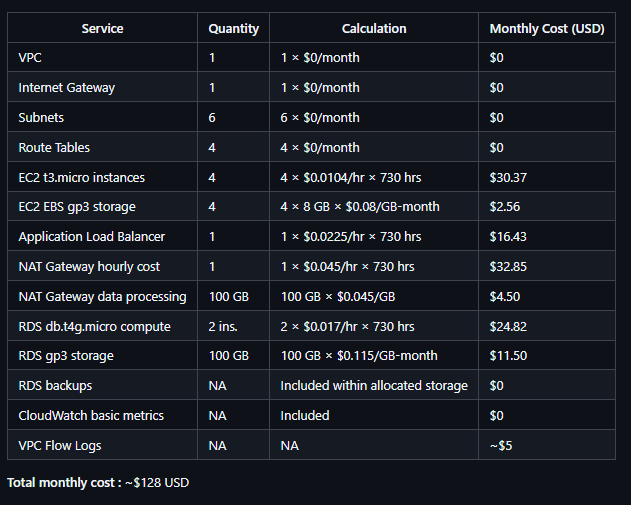 Service Quantity Calculation Monthly Cost (USD)
VPC 1 1 × $0/month $0
Internet Gateway 1 1 × $0/month $0
Subnets 6 6 × $0/month $0
Route Tables 4 4 × $0/month $0
EC2 t3.micro instances 4 4 × $0.0104/hr × 730 hrs $30.37
EC2 EBS gp3 storage 4 4 × 8 GB × $0.08/GB-month $2.56
Application Load Balancer 1 1 × $0.0225/hr × 730 hrs $16.43
NAT Gateway hourly cost 1 1 × $0.045/hr × 730 hrs $32.85
NAT Gateway data processing 100 GB 100 GB × $0.045/GB $4.50
RDS db.t4g.micro compute 2 ins. 2 × $0.017/hr × 730 hrs $24.82
RDS gp3 storage 100 GB 100 GB × $0.115/GB-month $11.50
RDS backups NA Included within allocated storage $0
CloudWatch basic metrics NA Included $0
VPC Flow Logs NA NA ~$5
Total monthly cost : ~$128 USD